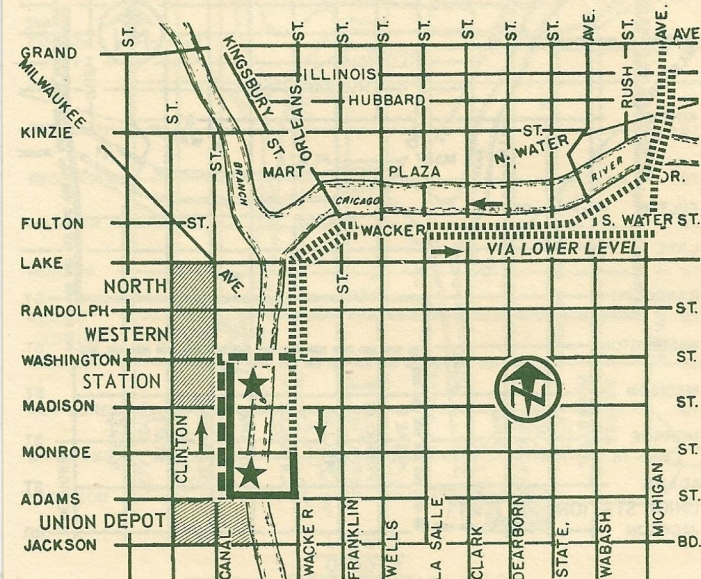 ST.
ST.
ST.
ST.
ST.
ST.
ST.
AVE.
ST.
AVE.
AVE
GRAND
KINGSBURY
ST.
ILLINOIS
MILWAUKEE
AVE.
ST.
ORLEANS
HUBBARD
RUSH
KINZIE
ST.
ST.
N. WATER
MART
PLAZA
BRANCH
RIVER
DR.
CHICAGO
FULTON
ST.
WACKER
S. WATER ST.
VIA LOWER LEVEL
LAKE
ST.
NORTH
WESTERN
STATION
RANDOLPH
ST.
WASHINGTON
ST.
N
MADISON
ST.
CLINTON
MONROE
ST.
ADAMS
ST.
UNION DEPOT
JACKSON
BD.
CANAL
WACKER
FRANKLIN
WELLS
LA SALLE
CLARK
DEARBORN
STATE,
WABASH
MICHIGAN